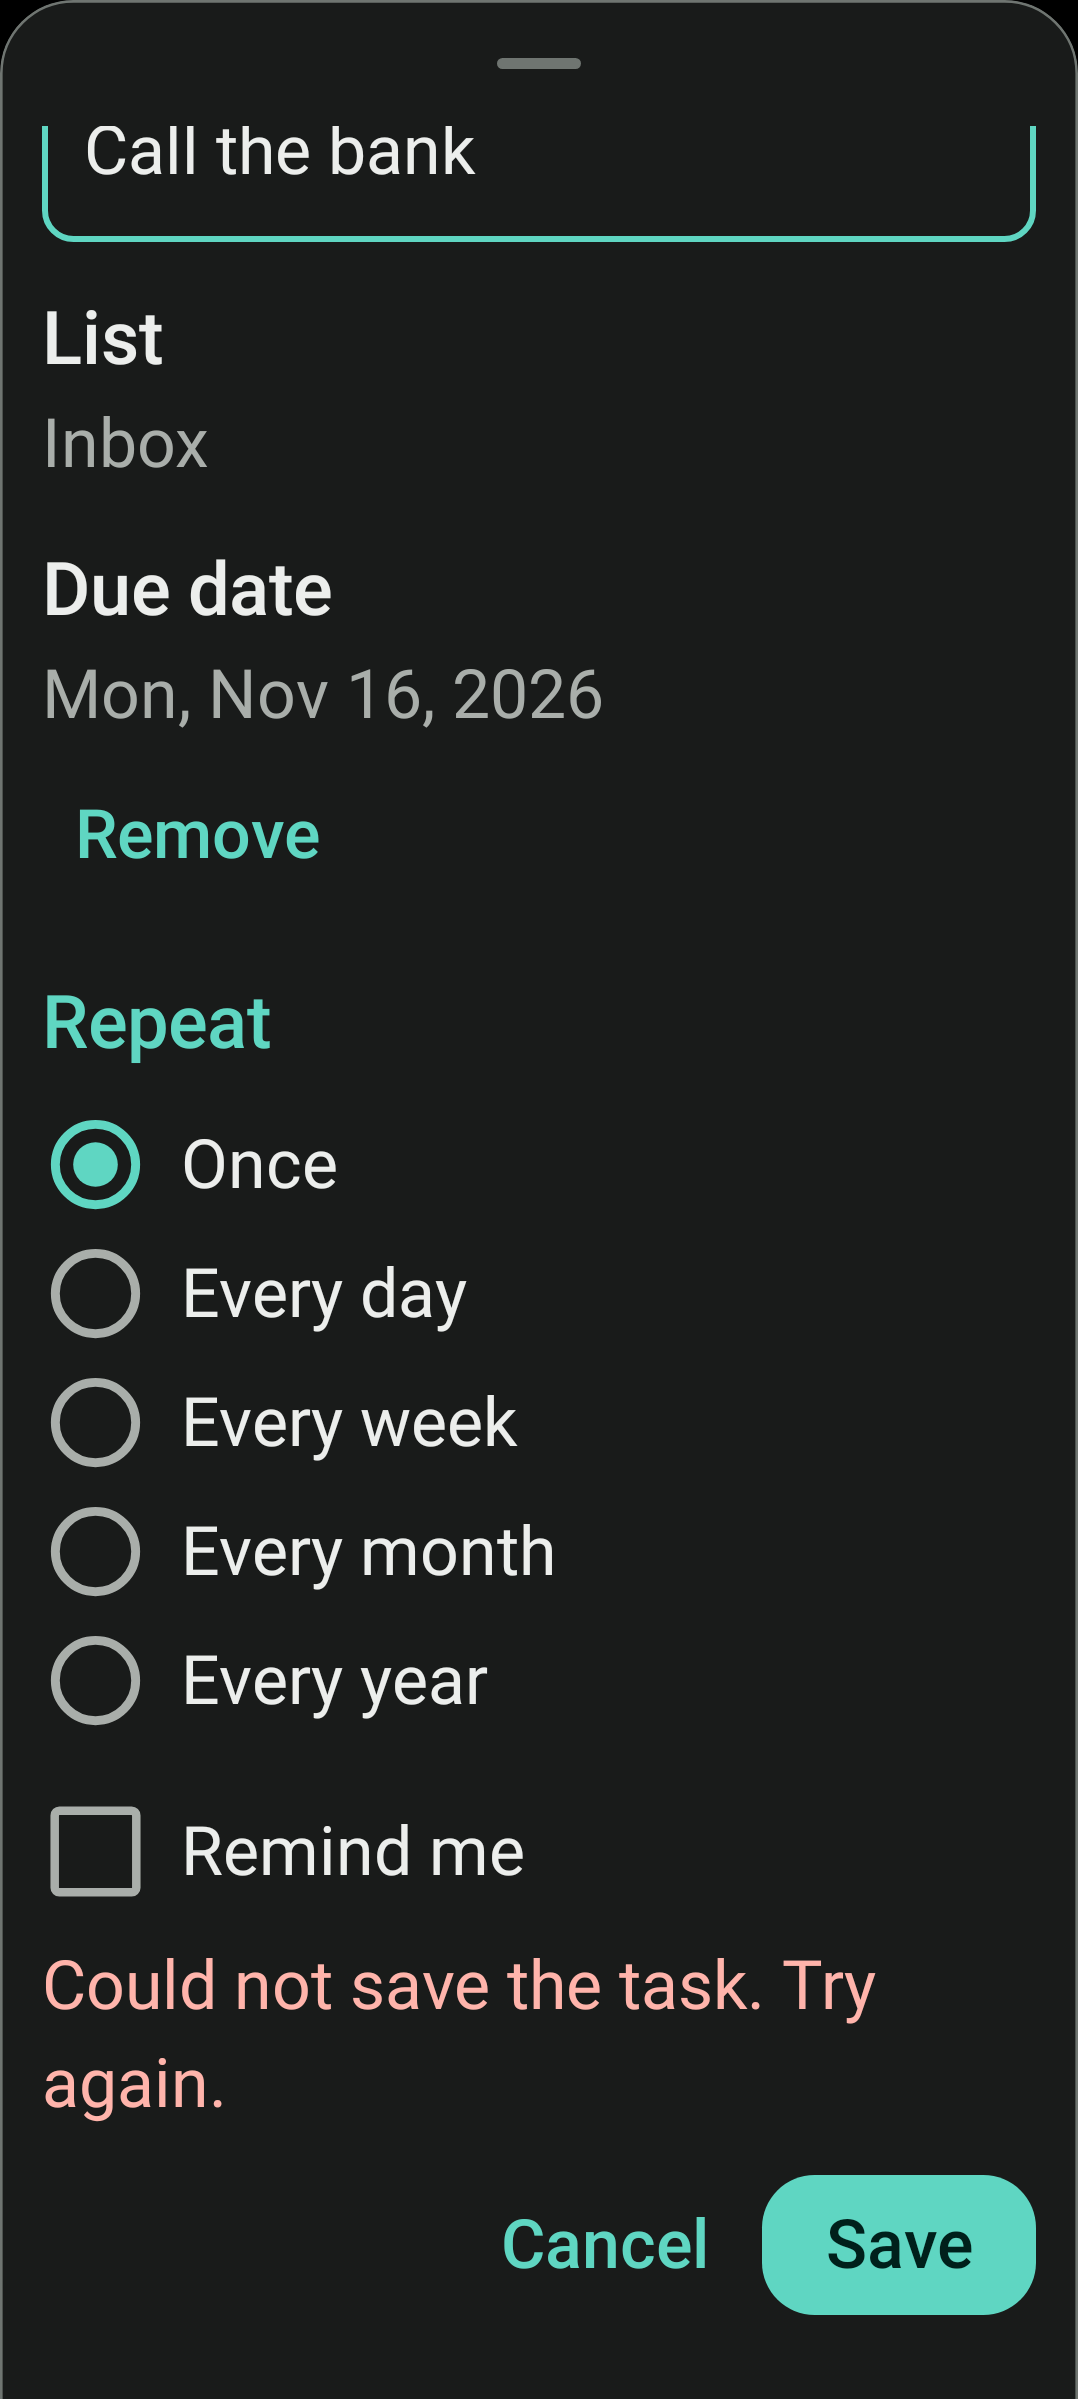 Call the bank
List
Inbox
Due date
Mon, Nov 16, 2026
Remove
Repeat
Once
Every day
Every week
Every month
Every year
Remind me
Could not save the task. Try
again.
Cancel
Save